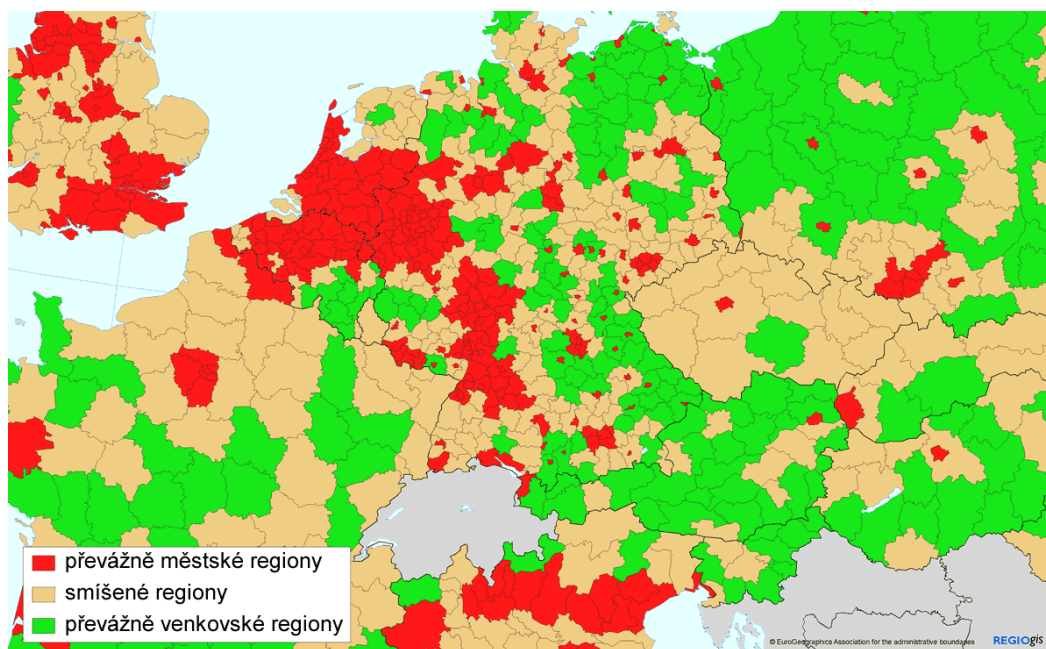 převážně městské regiony
smíšené regiony
převážně venkovské regiony
© EuroGeographics Association for the administrative boundaries
REGIOgis